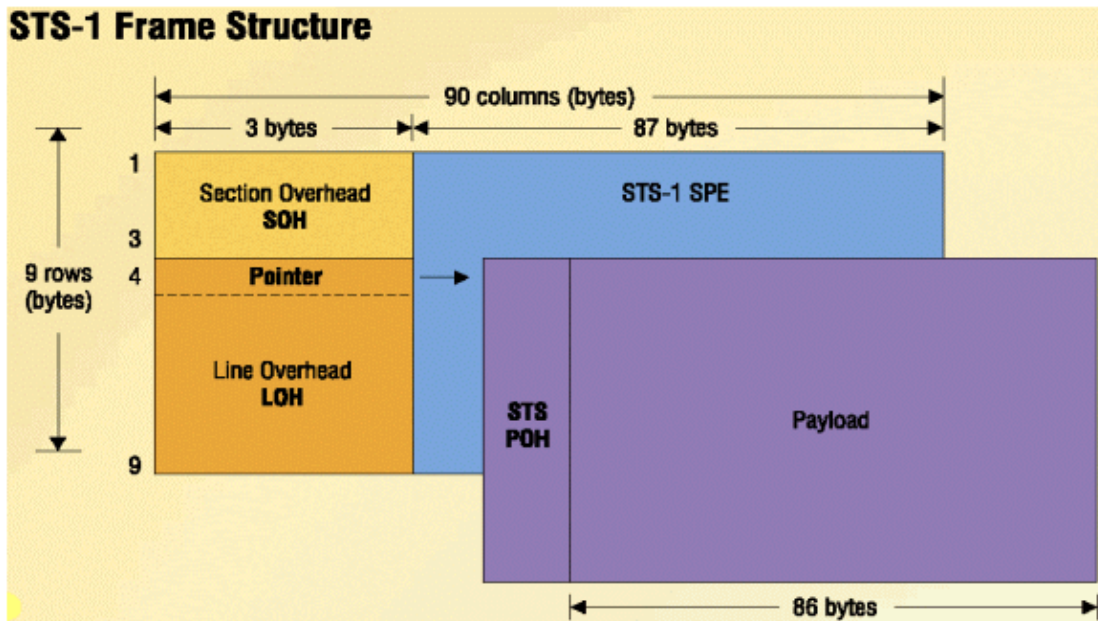 STS-1 Frame Structure
90 columns (bytes)
3 bytes
87 bytes
1
Section Overhead
SOH
STS-1 SPE
3
9 rows
(bytes)
4
Pointer
Line Overhead
LOH
STS
POH
Payload
9
86 bytes